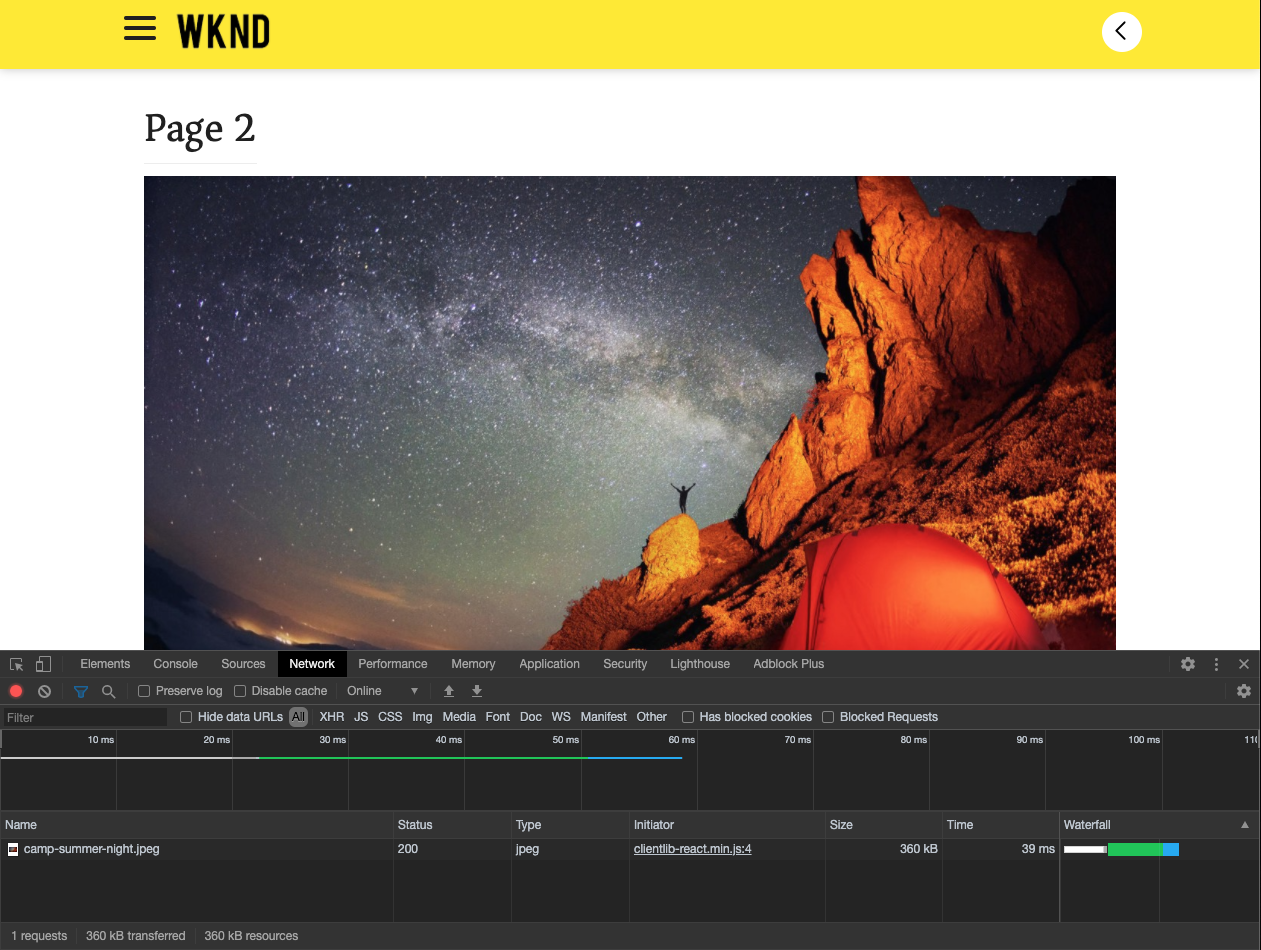 WKND
Page 2
Elements Console Sources Network Performance Memory Application Security Lighthouse Adblock Plus
Preserve log Disable cache Online
Filter Hide data URLs All XHR JS CSS Img Media Font Doc WS Manifest Other Has blocked cookies Blocked Requests
10 ms 20 ms 30 ms 40 ms 50 ms 60 ms 70 ms 80 ms 90 ms 100 ms
Name Status Type Initiator Size Time Waterfall
camp-summer-night.jpeg 200 jpeg clientlib-react.min.js:4 360 kB 39 ms
1 requests 360 kB transferred 360 kB resources